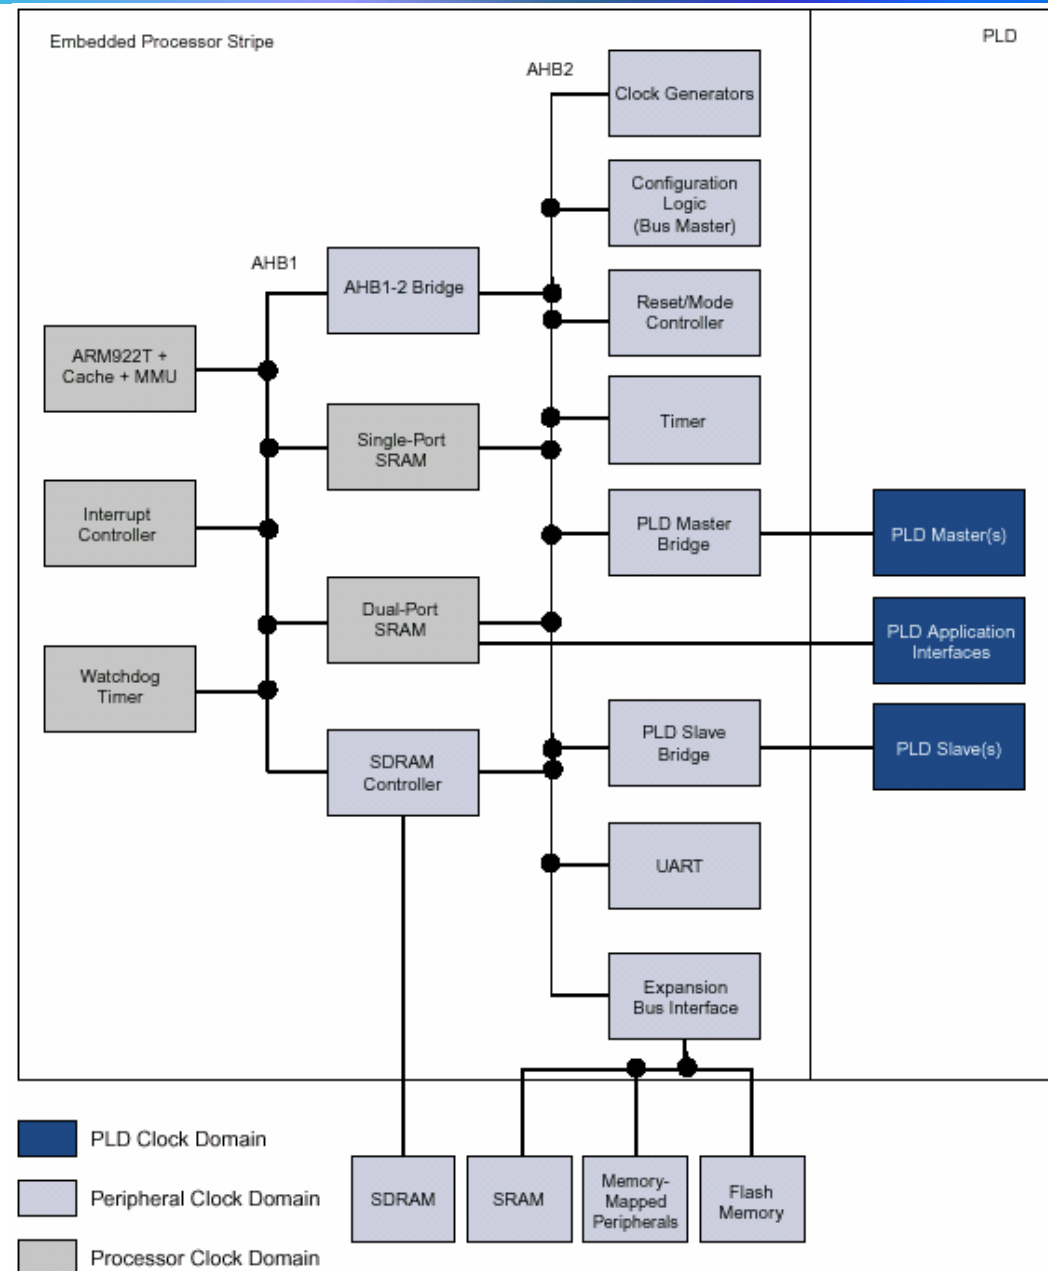 Embedded Processor Stripe
PLD
AHB2
Clock Generators
Configuration
Logic
(Bus Master)
AHB1
AHB1-2 Bridge
Reset/Mode
Controller
ARM922T +
Cache + MMU
Timer
Single-Port
SRAM
Interrupt
Controller
PLD Master
Bridge
PLD Master(s)
Dual-Port
SRAM
PLD Application
Interfaces
Watchdog
Timer
SDRAM
Controller
PLD Slave
Bridge
PLD Slave(s)
UART
Expansion
Bus Interface
PLD Clock Domain
Peripheral Clock Domain
Processor Clock Domain
SDRAM
SRAM
Memory-
Mapped
Peripherals
Flash
Memory